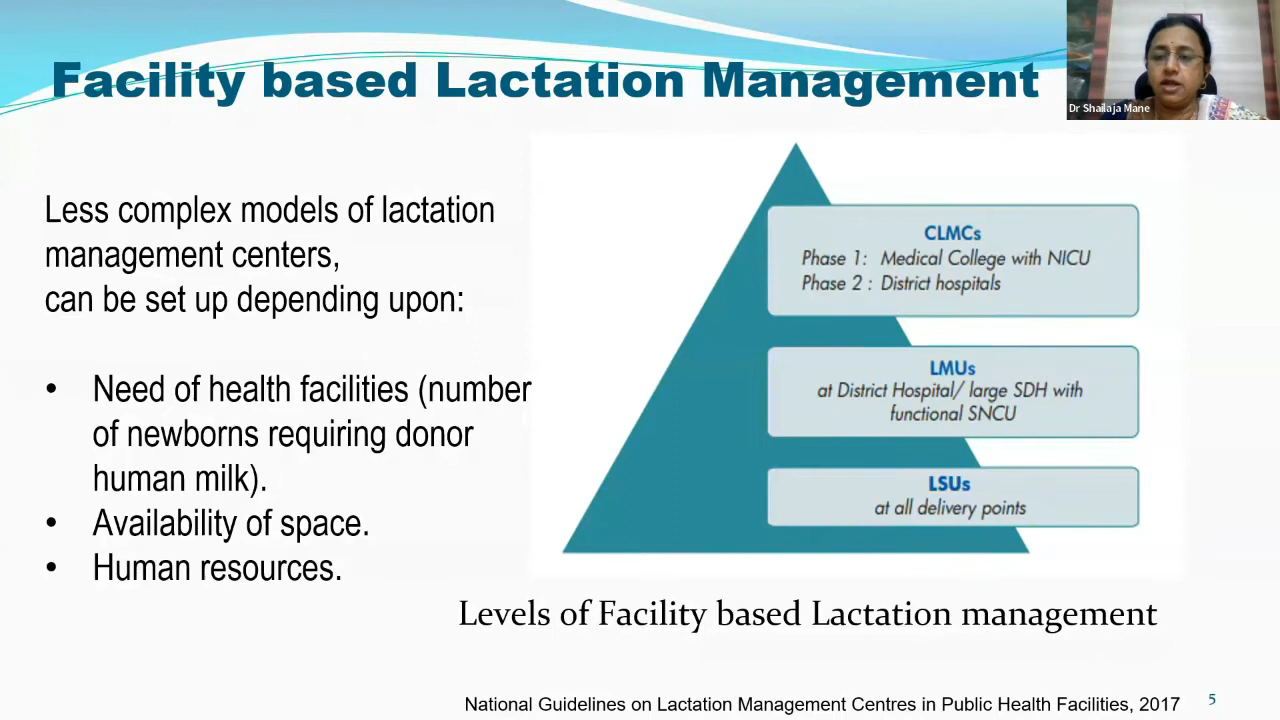 Facility based Lactation Management
Dr Shailaja Mane
Less complex models of lactation
management centers,
can be set up depending upon:
• Need of health facilities (number
of newborns requiring donor
human milk).
• Availability of space.
• Human resources.
CLMCs
Phase 1: Medical College with NICU
Phase 2 : District hospitals
LMUs
at District Hospital/ large SDH with
functional SNCU
LSUs
at all delivery points
Levels of Facility based Lactation management
National Guidelines on Lactation Management Centres in Public Health Facilities, 2017
5